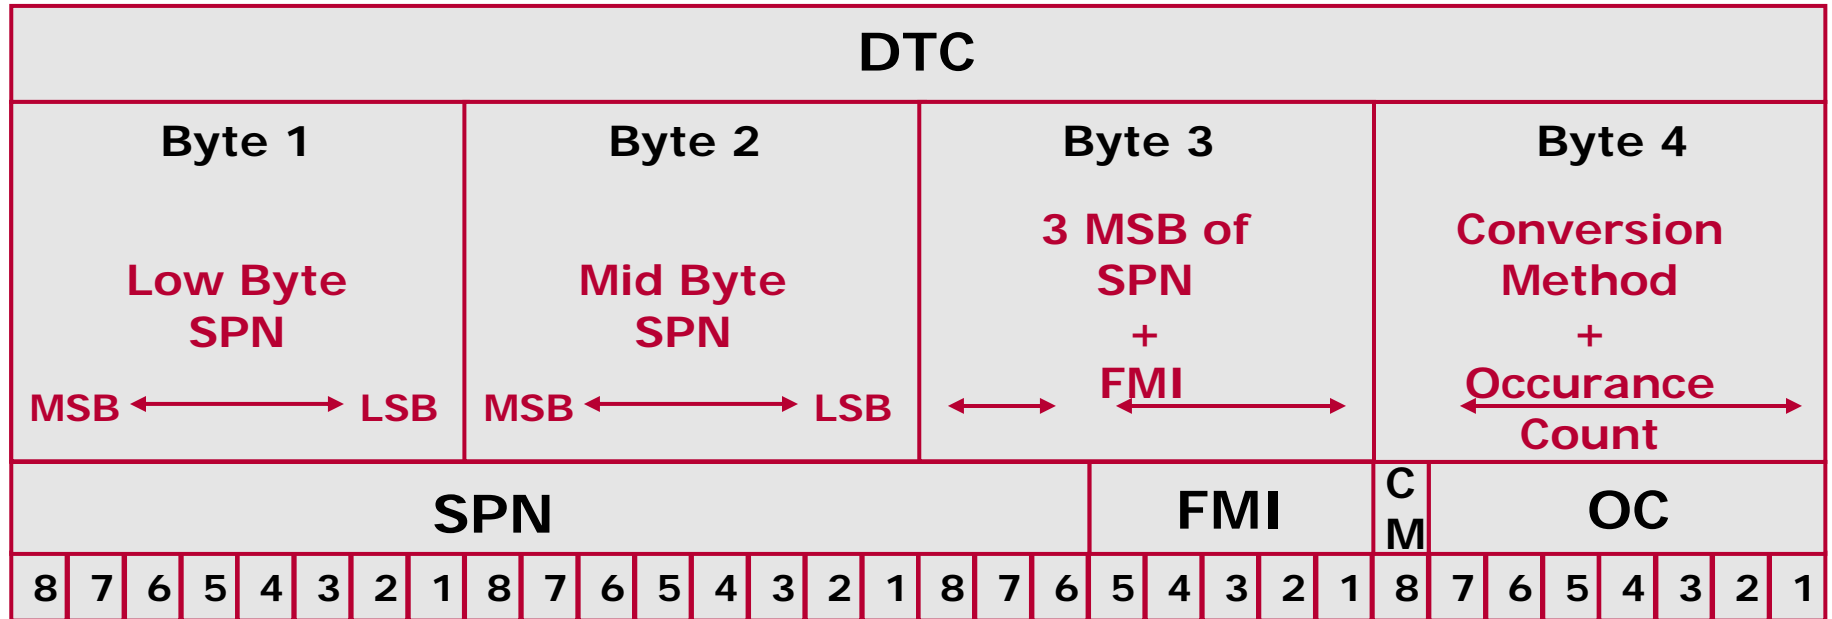 DTC
Byte 1
Low Byte
SPN
MSB LSB
Byte 2
Mid Byte
SPN
MSB LSB
Byte 3
3 MSB of
SPN
+
FMI
Byte 4
Conversion
Method
+
Occurance
Count
SPN
FMI
C
M
OC
8 7 6 5 4 3 2 1 8 7 6 5 4 3 2 1 8 7 6 5 4 3 2 1 8 7 6 5 4 3 2 1